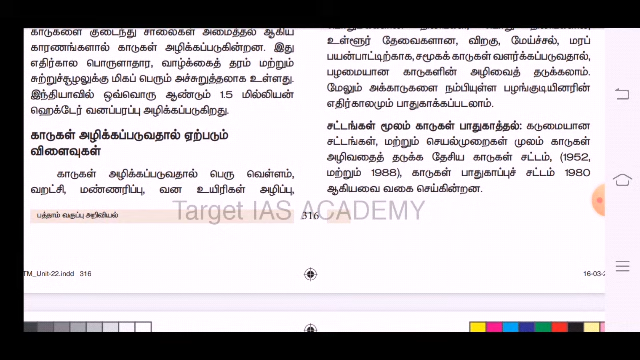 காடுகளை குடைந்து சாலைகள் அமைத்தல் ஆகிய
காரணங்களால் காடுகள் அழிக்கப்படுகின்றன. இது
எதிர்கால பொருளாதார, வாழ்க்கைத் தரம் மற்றும்
சுற்றுச்சூழலுக்கு மிகப் பெரும் அச்சுறுத்தலாக உள்ளது.
இந்தியாவில் ஒவ்வொரு ஆண்டும் 1.5 மில்லியன்
ஹெக்டேர் வனப்பரப்பு அழிக்கப்படுகிறது.
காடுகள் அழிக்கப்படுவதால் ஏற்படும்
விளைவுகள்
காடுகள் அழிக்கப்படுவதால் பெரு வெள்ளம்,
வறட்சி, மண்ணரிப்பு, வன உயிரிகள் அழிப்பு,
உள்ளூர் தேவைகளான, விறகு, மேய்ச்சல், மரப்
பயன்பாட்டிற்காக, சமூகக் காடுகள் வளர்க்கப்படுவதால்,
பழமையான காடுகளின் அழிவைத் தடுக்கலாம்.
மேலும் அக்காடுகளை நம்பியுள்ள பழங்குடியினரின்
எதிர்காலமும் பாதுகாக்கப்படலாம்.
சட்டங்கள் மூலம் காடுகள் பாதுகாத்தல்: கடுமையான
சட்டங்கள், மற்றும் செயல்முறைகள் முலம் காடுகள்
அழிவதைத் தடுக்க தேசிய காடுகள் சட்டம், (1952,
மற்றும் 1988), காடுகள் பாதுகாப்புச் சட்டம் 1980
ஆகியவை வகை செய்கின்றன.
பத்தாம் வகுப்பு அறிவியல்
316
Target IAS ACADEMY
TM_Unit-22.indd 316
16-03-2